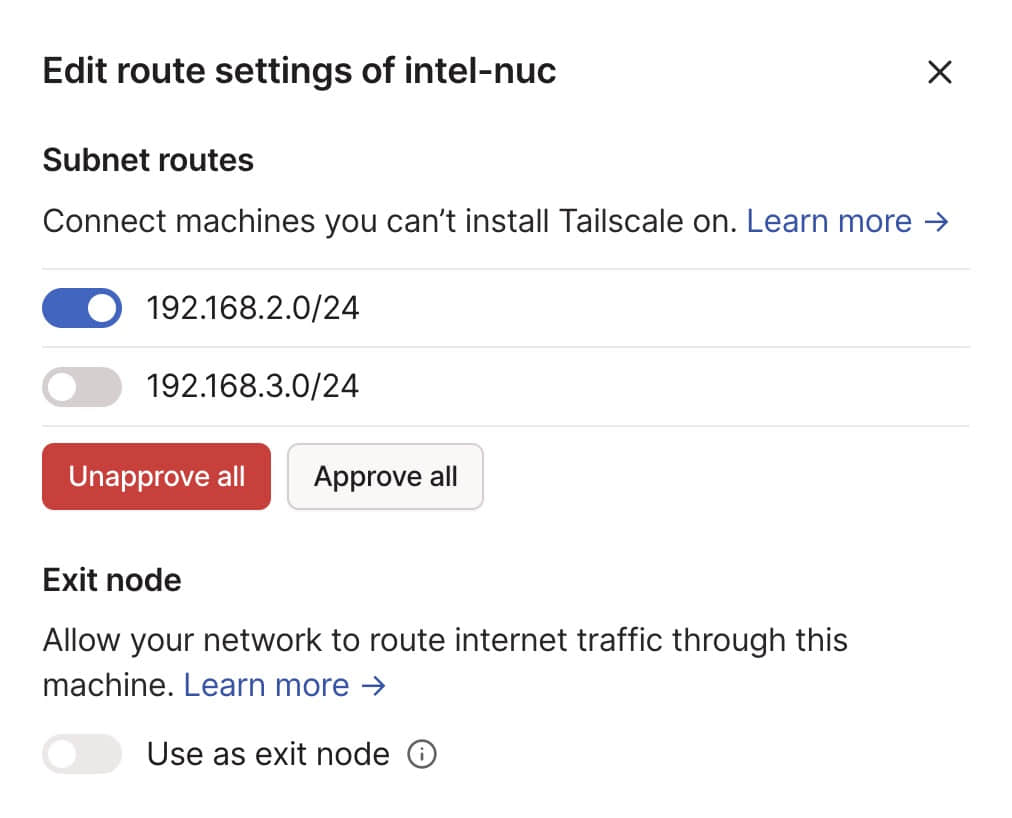 Edit route settings of intel-nuc
Subnet routes
Connect machines you can’t install Tailscale on. Learn more →
192.168.2.0/24
192.168.3.0/24
Unapprove all
Approve all
Exit node
Allow your network to route internet traffic through this
machine. Learn more →
Use as exit node